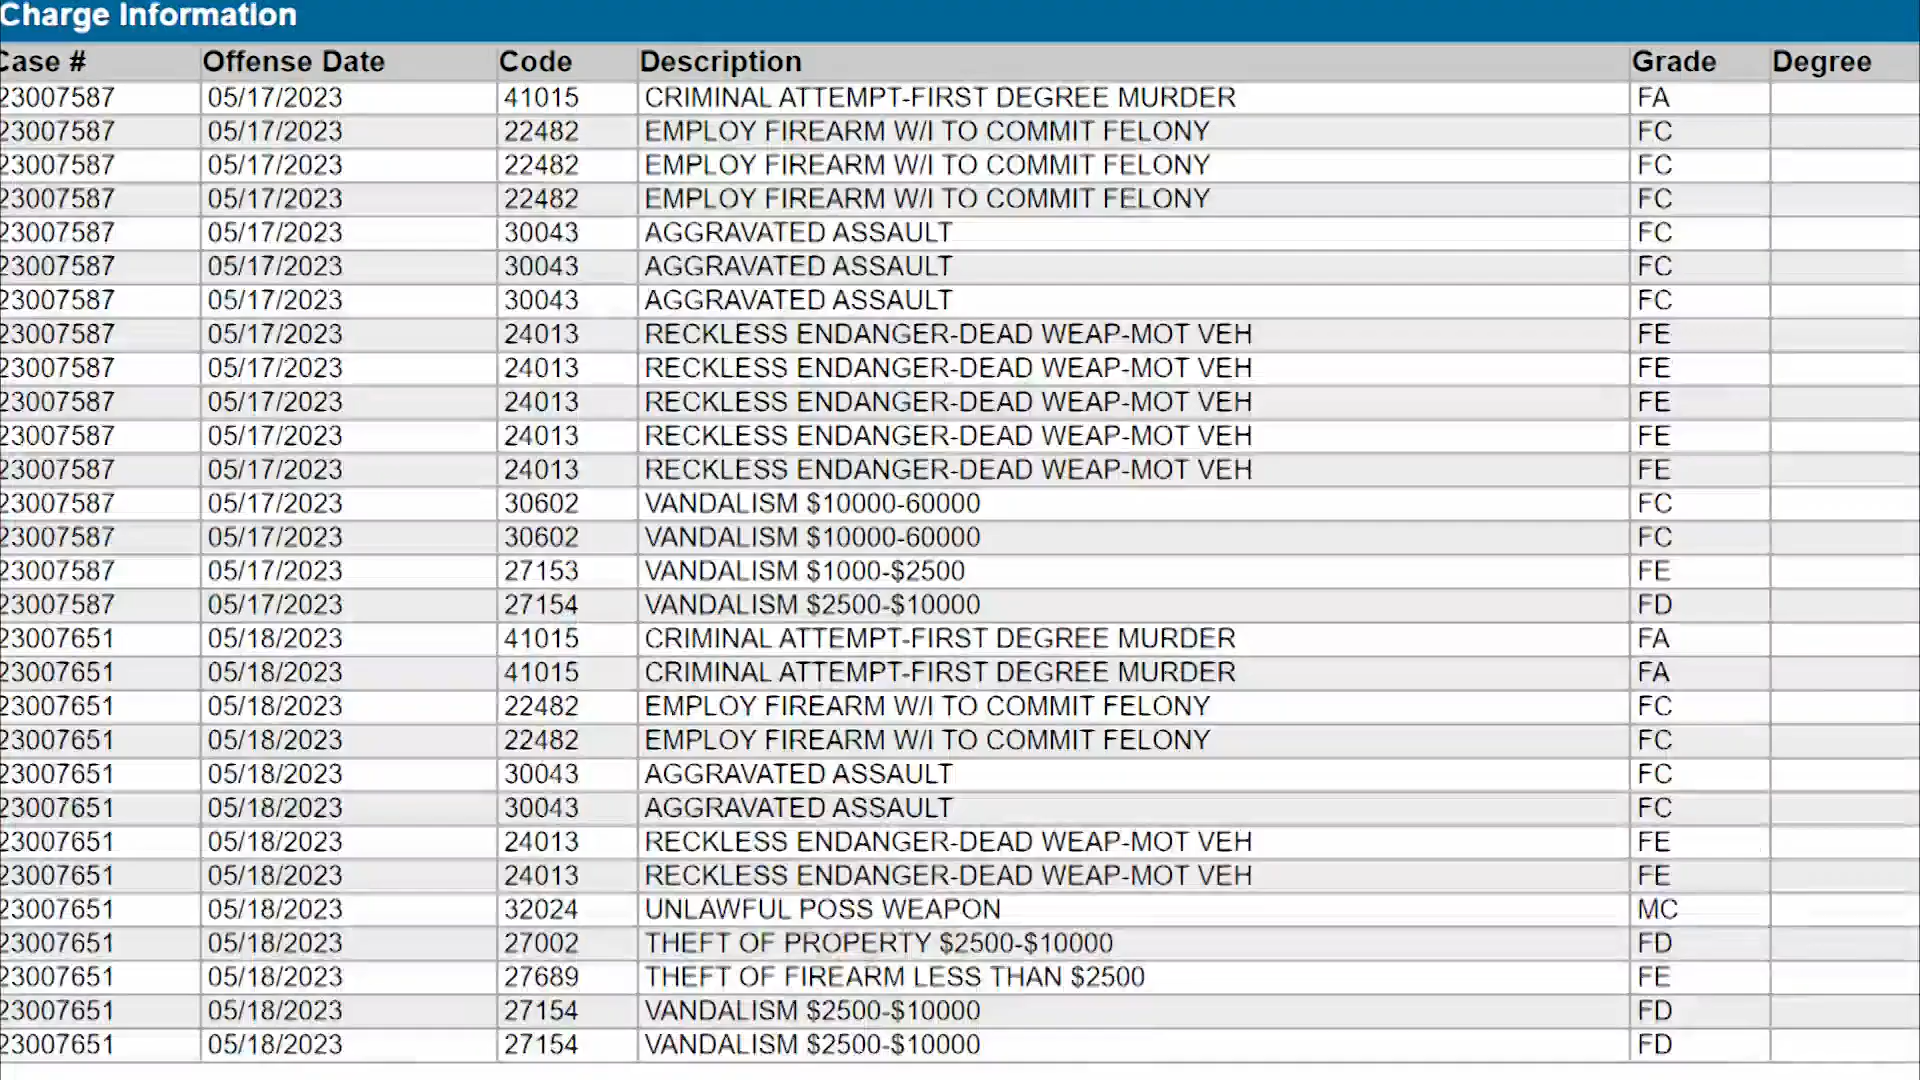 Charge Information
Case # Offense Date Code Description Grade Degree
23007587 05/17/2023 41015 CRIMINAL ATTEMPT-FIRST DEGREE MURDER FA
23007587 05/17/2023 22482 EMPLOY FIREARM W/I TO COMMIT FELONY FC
23007587 05/17/2023 22482 EMPLOY FIREARM W/I TO COMMIT FELONY FC
23007587 05/17/2023 22482 EMPLOY FIREARM W/I TO COMMIT FELONY FC
23007587 05/17/2023 30043 AGGRAVATED ASSAULT FC
23007587 05/17/2023 30043 AGGRAVATED ASSAULT FC
23007587 05/17/2023 30043 AGGRAVATED ASSAULT FC
23007587 05/17/2023 24013 RECKLESS ENDANGER-DEAD WEAP-MOT VEH FE
23007587 05/17/2023 24013 RECKLESS ENDANGER-DEAD WEAP-MOT VEH FE
23007587 05/17/2023 24013 RECKLESS ENDANGER-DEAD WEAP-MOT VEH FE
23007587 05/17/2023 24013 RECKLESS ENDANGER-DEAD WEAP-MOT VEH FE
23007587 05/17/2023 24013 RECKLESS ENDANGER-DEAD WEAP-MOT VEH FE
23007587 05/17/2023 30602 VANDALISM $10000-60000 FC
23007587 05/17/2023 30602 VANDALISM $10000-60000 FC
23007587 05/17/2023 27153 VANDALISM $1000-$2500 FE
23007587 05/17/2023 27154 VANDALISM $2500-$10000 FD
23007651 05/18/2023 41015 CRIMINAL ATTEMPT-FIRST DEGREE MURDER FA
23007651 05/18/2023 41015 CRIMINAL ATTEMPT-FIRST DEGREE MURDER FA
23007651 05/18/2023 22482 EMPLOY FIREARM W/I TO COMMIT FELONY FC
23007651 05/18/2023 22482 EMPLOY FIREARM W/I TO COMMIT FELONY FC
23007651 05/18/2023 30043 AGGRAVATED ASSAULT FC
23007651 05/18/2023 30043 AGGRAVATED ASSAULT FC
23007651 05/18/2023 24013 RECKLESS ENDANGER-DEAD WEAP-MOT VEH FE
23007651 05/18/2023 24013 RECKLESS ENDANGER-DEAD WEAP-MOT VEH FE
23007651 05/18/2023 32024 UNLAWFUL POSS WEAPON MC
23007651 05/18/2023 27002 THEFT OF PROPERTY $2500-$10000 FD
23007651 05/18/2023 27689 THEFT OF FIREARM LESS THAN $2500 FE
23007651 05/18/2023 27154 VANDALISM $2500-$10000 FD
23007651 05/18/2023 27154 VANDALISM $2500-$10000 FD